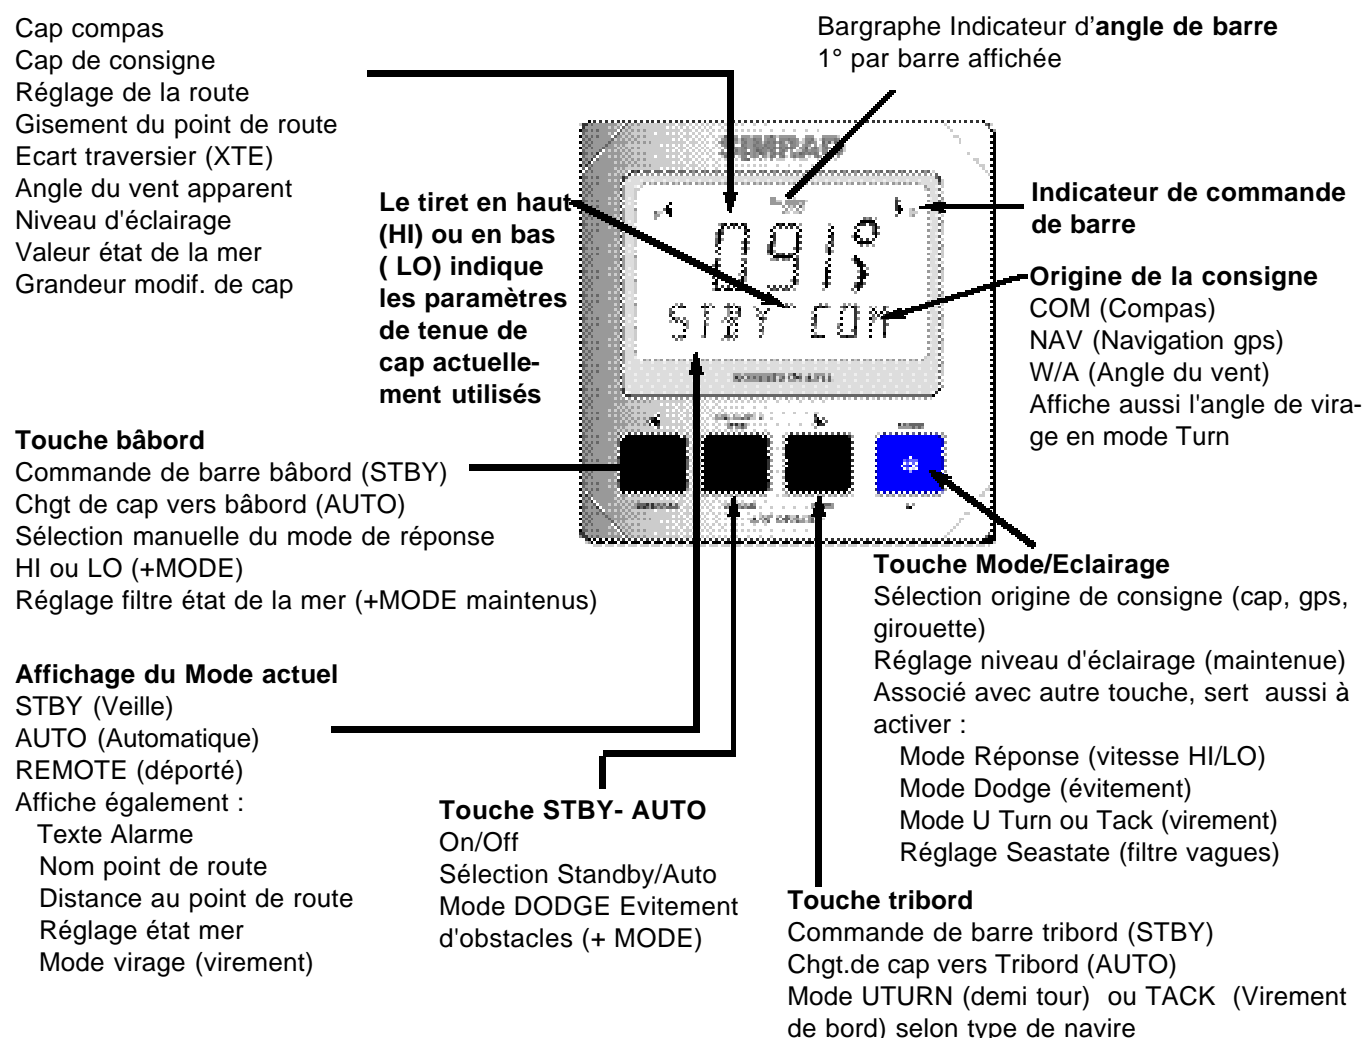 Cap compas
Cap de consigne
Réglage de la route
Gisement du point de route
Ecart traversier (XTE)
Angle du vent apparent
Niveau d'éclairage
Valeur état de la mer
Grandeur modif. de cap
Bargraphe Indicateur d'angle de barre
1° par barre affichée
SIMRAD
Le tiret en haut
(HI) ou en bas
( LO) indique
les paramètres
de tenue de
cap actuelle-
ment utilisés
091°
STBY COM
Indicateur de commande
de barre
Origine de la consigne
COM (Compas)
NAV (Navigation gps)
W/A (Angle du vent)
Affiche aussi l'angle de vira-
ge en mode Turn
Touche bâbord
Commande de barre bâbord (STBY)
Chgt de cap vers bâbord (AUTO)
Sélection manuelle du mode de réponse
HI ou LO (+MODE)
Réglage filtre état de la mer (+MODE maintenus)
Affichage du Mode actuel
STBY (Veille)
AUTO (Automatique)
REMOTE (déporté)
Affiche également :
Texte Alarme
Nom point de route
Distance au point de route
Réglage état mer
Mode virage (virement)
Touche STBY- AUTO
On/Off
Sélection Standby/Auto
Mode DODGE Evitement
d'obstacles (+ MODE)
Touche Mode/Eclairage
Sélection origine de consigne (cap, gps,
girouette)
Réglage niveau d'éclairage (maintenue)
Associé avec autre touche, sert aussi à
activer :
Mode Réponse (vitesse HI/LO)
Mode Dodge (évitement)
Mode U Turn ou Tack (virement)
Réglage Seastate (filtre vagues)
Touche tribord
Commande de barre tribord (STBY)
Chgt.de cap vers Tribord (AUTO)
Mode UTURN (demi tour) ou TACK (Virement
de bord) selon type de navire